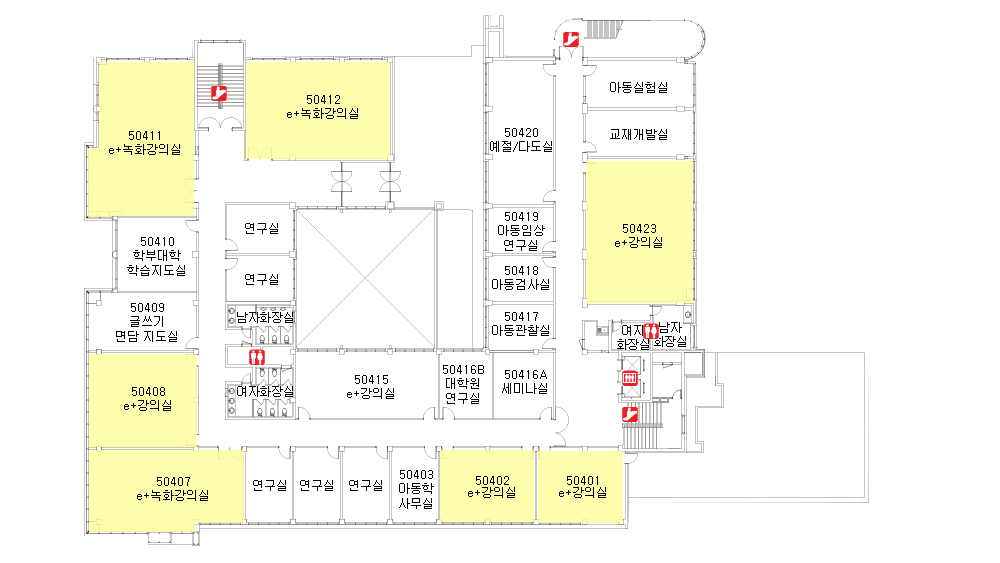 50412
e+녹화강의실
50411
e+녹화강의실
아동실험실
교재개발실
50420
예절/다도실
50423
e+강의실
50410
학부대학
학습지도실
연구실
연구실
50419
아동임상
연구실
50418
아동검사실
50417
아동관찰실
50409
글쓰기
면담 지도실
남자화장실
여자
화장실
남자
화장실
50408
e+강의실
여자화장실
50415
e+강의실
50416B
대학원
연구실
50416A
세미나실
50407
e+녹화강의실
연구실
연구실
연구실
50403
아동학
사무실
50402
e+강의실
50401
e+강의실